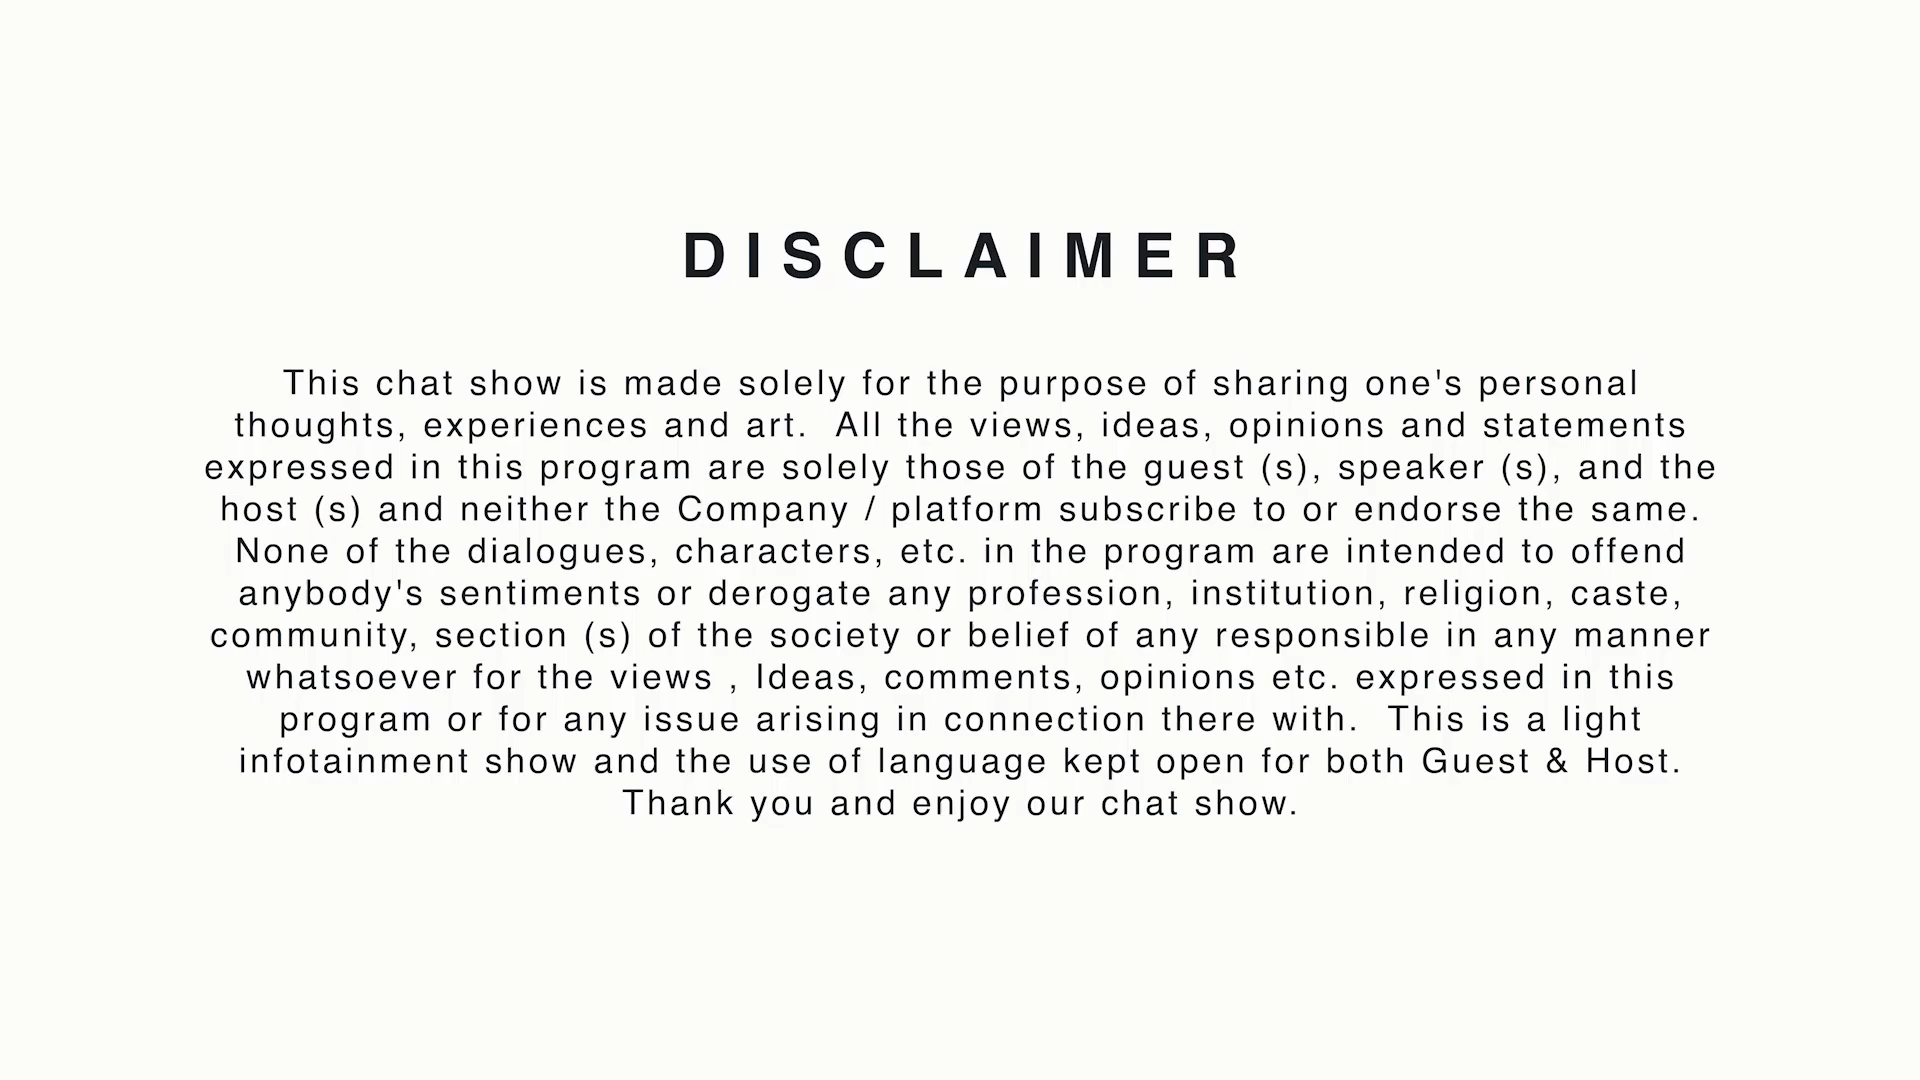 DISCLAIMER
This chat show is made solely for the purpose of sharing one's personal
thoughts, experiences and art.  All the views, ideas, opinions and statements
expressed in this program are solely those of the guest (s), speaker (s), and the
host (s) and neither the Company / platform subscribe to or endorse the same.
None of the dialogues, characters, etc. in the program are intended to offend
anybody's sentiments or derogate any profession, institution, religion, caste,
community, section (s) of the society or belief of any responsible in any manner
whatsoever for the views , Ideas, comments, opinions etc. expressed in this
program or for any issue arising in connection there with.  This is a light
infotainment show and the use of language kept open for both Guest & Host.
Thank you and enjoy our chat show.